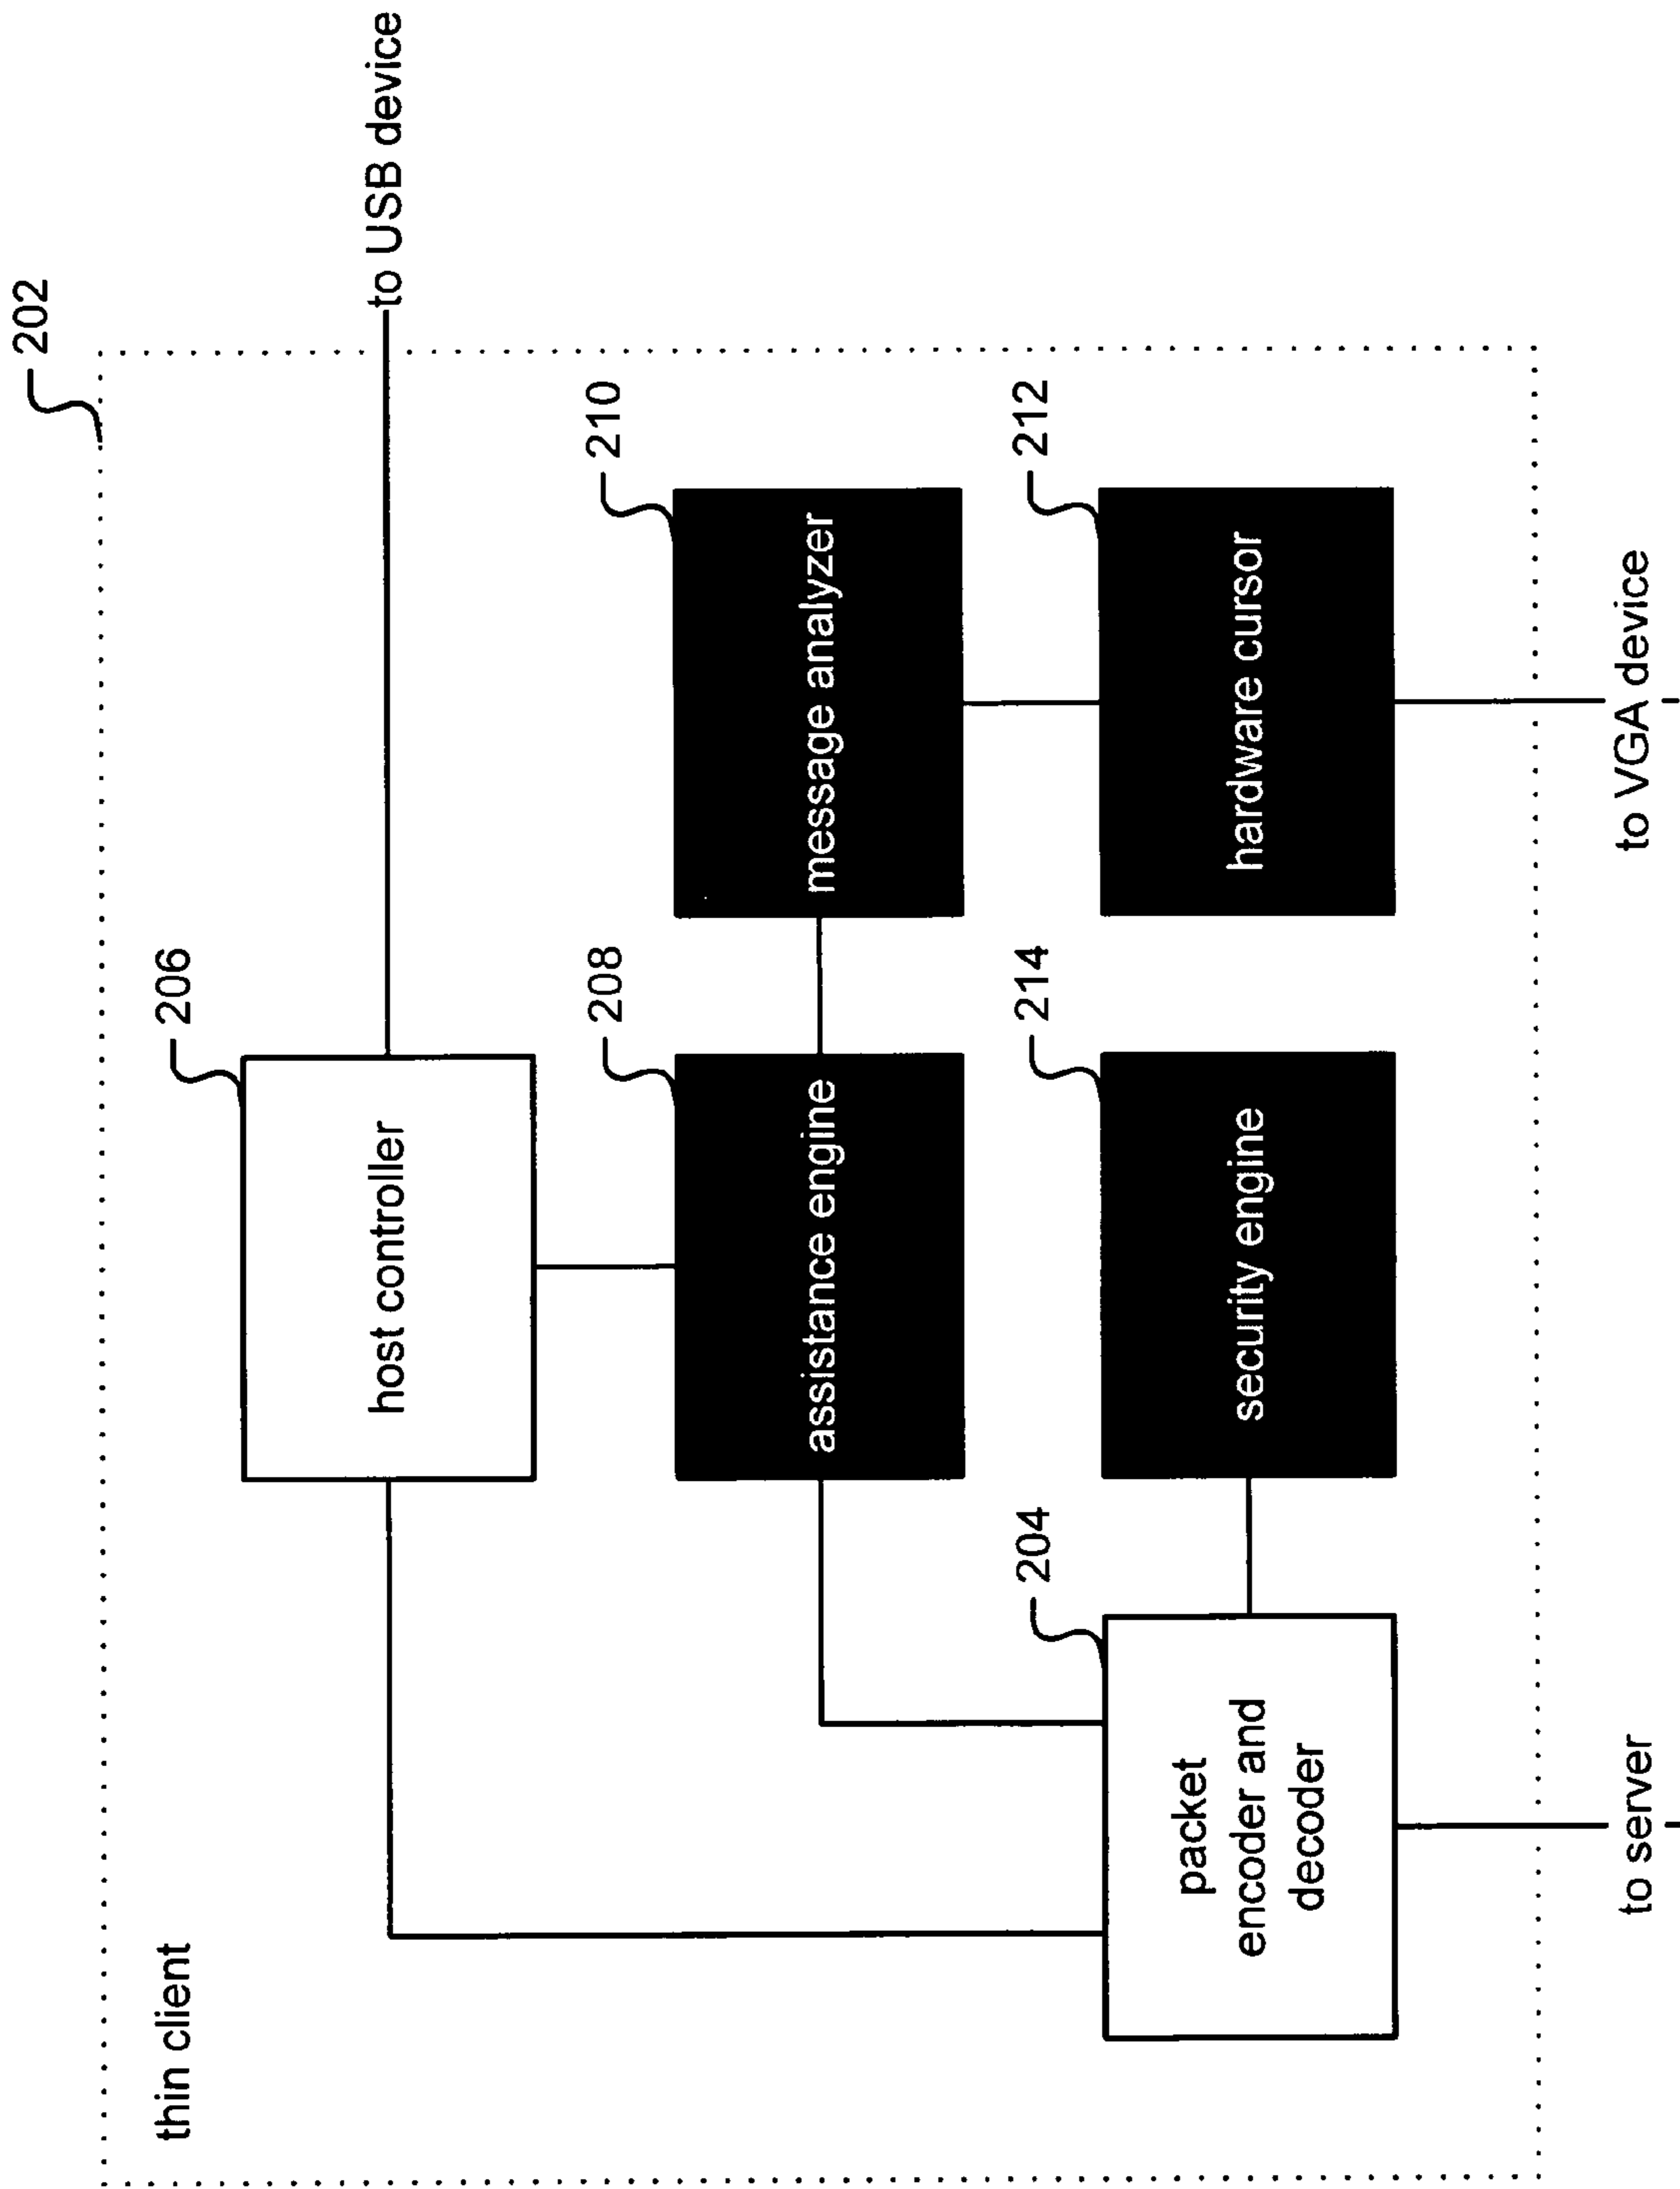 202
thin client
206
host controller
to USB device
208
210
assistance engine
message analyzer
204
214
212
packet
encoder and
decoder
security engine
hardware cursor
to server
to VGA device